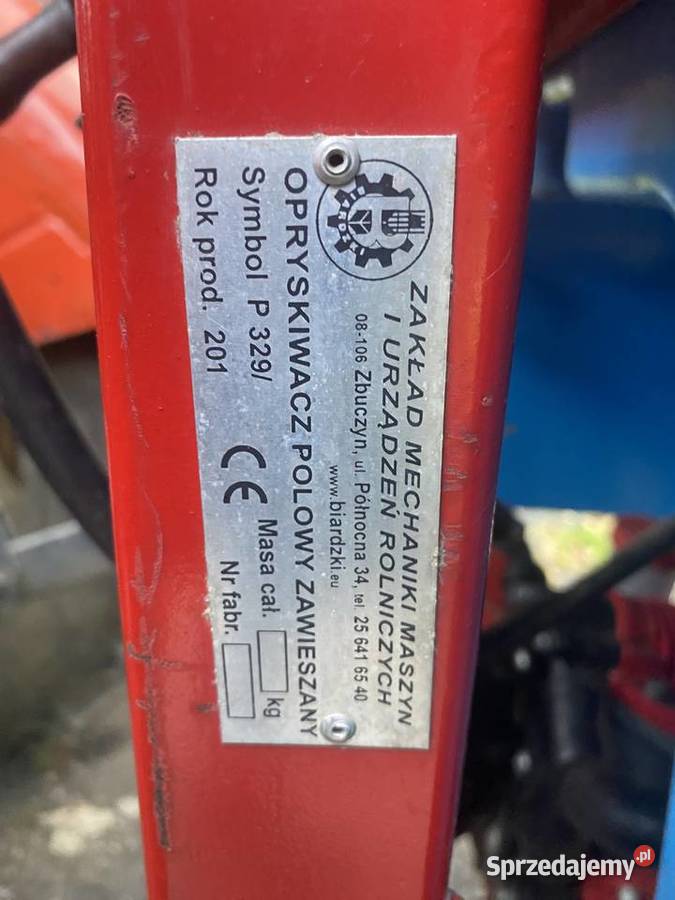 ZAKŁAD MECHANIKI MASZYN
I URZĄDZEŃ ROLNICZYCH
08-106 Zbuczyn, ul. Północna 34, tel. 25 641 65 40
www.biardzki.eu
OPRYSKIWACZ POLOWY ZAWIESZANY
Symbol P 329/
Masa cał. kg
Rok prod. 201
CE
Nr fabr.
Sprzedajemy.pl